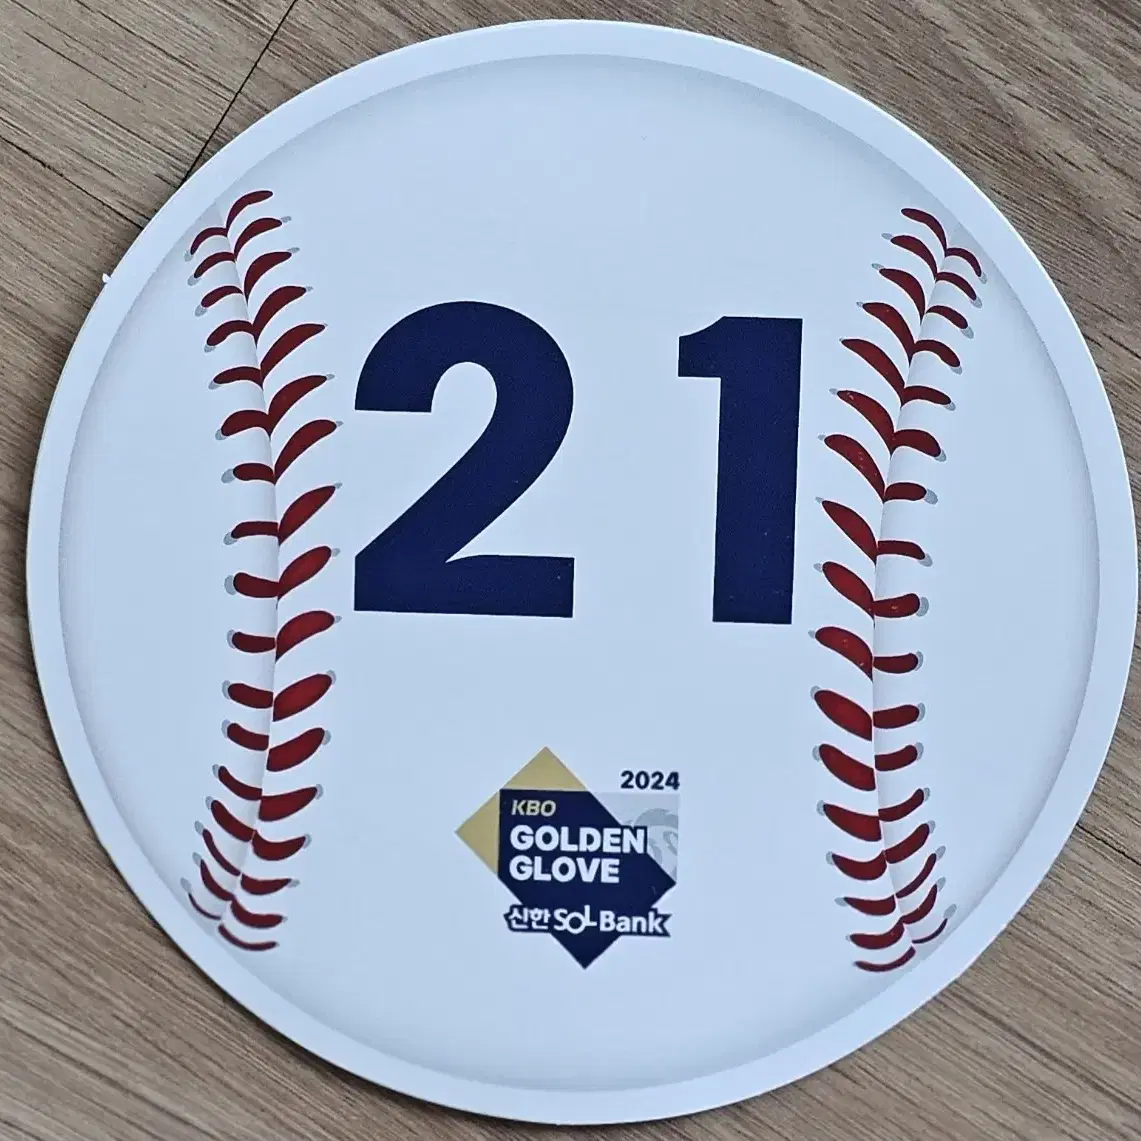 21
2024
KBO
GOLDEN
GLOVE
신한 SOL Bank